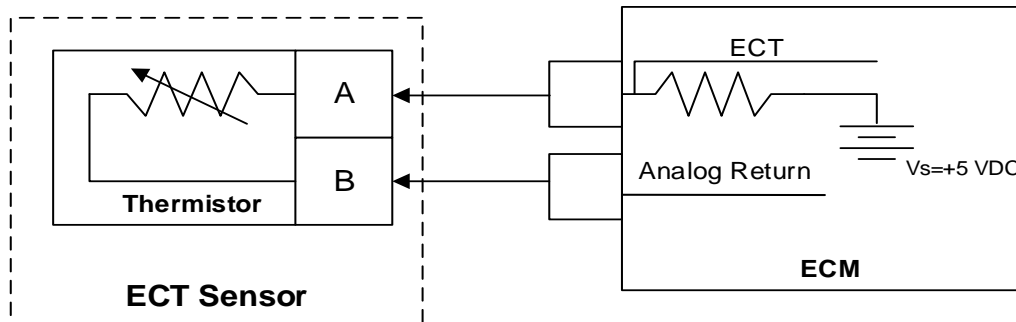 ECT
A
B
Thermistor
ECT Sensor
Analog Return
Vs=+5 VDC
ECM